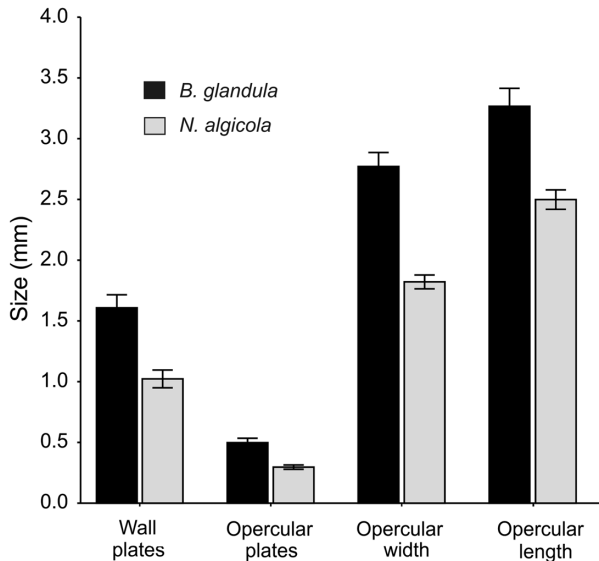 4.0
3.5
3.0
2.5
2.0
1.5
1.0
0.5
0.0
Size (mm)
B. glandula
N. algicola
Wall
plates
Opercular
plates
Opercular
width
Opercular
length